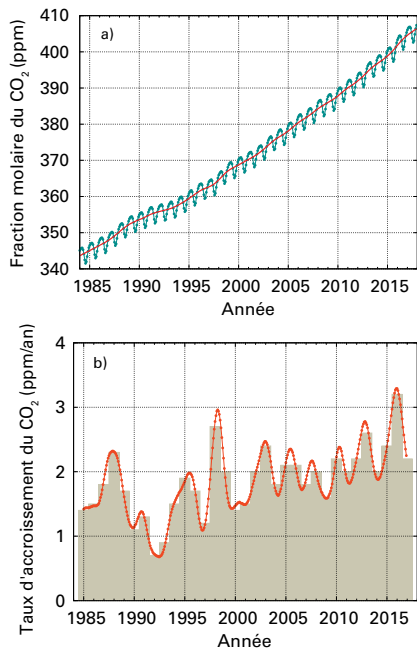 a)
Fraction molaire du CO₂ (ppm)
410
400
390
380
370
360
350
340
1985 1990 1995 2000 2005 2010 2015
Année
b)
Taux d'accroissement du CO₂ (ppm/an)
4
3
2
1
0
1985 1990 1995 2000 2005 2010 2015
Année